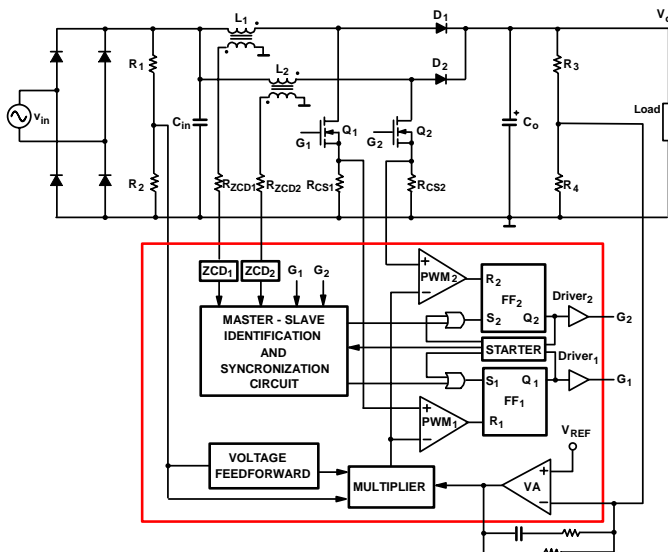 L1
D1
Vo
R1
L2
D2
R3
vin
Cin
G1
Q1
G2
Q2
Co
Load
R2
RZCD1
RZCD2
RCS1
RCS2
R4
ZCD1
ZCD2
G1
G2
PWM2
R2
FF2
S2
Q2
Driver2
G2
MASTER - SLAVE
IDENTIFICATION
AND
SYNCRONIZATION
CIRCUIT
STARTER
Driver1
S1
Q1
G1
FF1
R1
PWM1
VREF
VOLTAGE
FEEDFORWARD
MULTIPLIER
VA